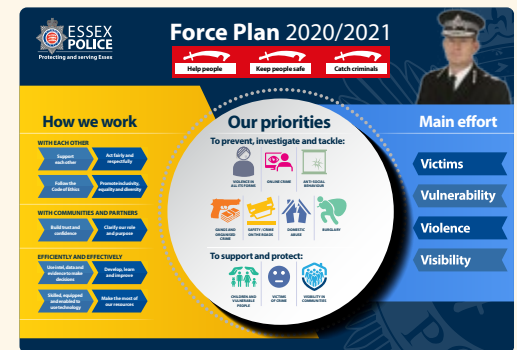 ESSEX
POLICE
Protecting and serving Essex
Force Plan 2020/2021
Help people
Keep people safe
Catch criminals
How we work
WITH EACH OTHER
Support
each other
Act fairly and
respectfully
Follow the
Code of Ethics
Promote inclusivity,
equality and diversity
WITH COMMUNITIES AND PARTNERS
Build trust and
confidence
Clarify our role
and purpose
EFFICIENTLY AND EFFECTIVELY
Use intel, data and
evidence to make
decisions
Develop, learn
and improve
Skilled, equipped
and enabled to
use technology
Make the most of
our resources
Our priorities
To prevent, investigate and tackle:
VIOLENCE IN
ALL ITS FORMS
ONLINE CRIME
ANTI-SOCIAL
BEHAVIOUR
GANGS AND
ORGANISED
CRIME
SAFETY / CRIME
ON THE ROADS
DOMESTIC
ABUSE
BURGLARY
To support and protect:
CHILDREN AND
VULNERABLE
PEOPLE
VICTIMS
OF CRIME
VISIBILITY IN
COMMUNITIES
Main effort
Victims
Vulnerability
Violence
Visibility